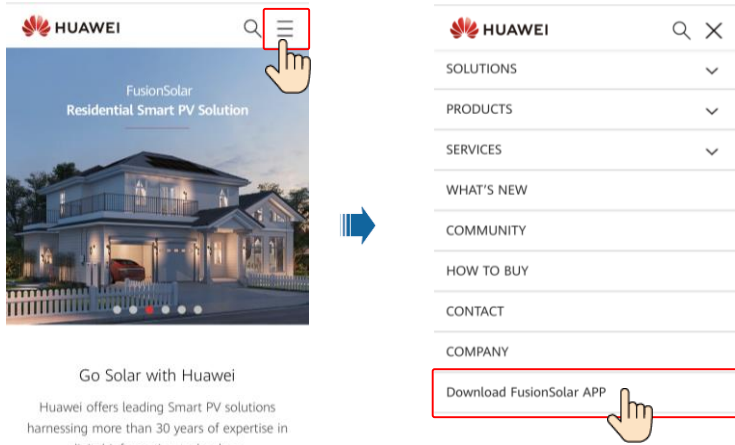 HUAWEI
FusionSolar
Residential Smart PV Solution
Go Solar with Huawei
Huawei offers leading Smart PV solutions
harnessing more than 30 years of expertise in
HUAWEI
SOLUTIONS
PRODUCTS
SERVICES
WHAT'S NEW
COMMUNITY
HOW TO BUY
CONTACT
COMPANY
Download FusionSolar APP